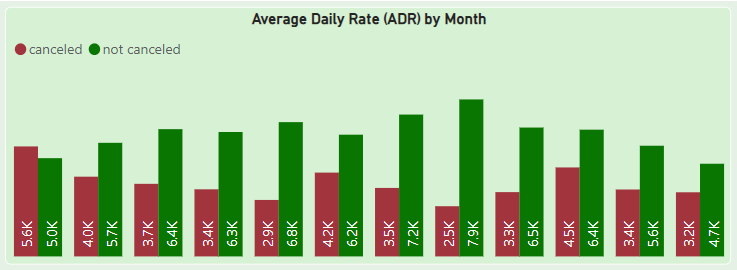 Average Daily Rate (ADR) by Month
canceled not canceled
5.6K 5.0K 4.0K 5.7K 3.7K 6.4K 3.4K 6.3K 2.9K 6.8K 4.2K 6.2K 3.5K 7.2K 2.5K 7.9K 3.3K 6.5K 4.5K 6.4K 3.4K 5.6K 3.2K 4.7K